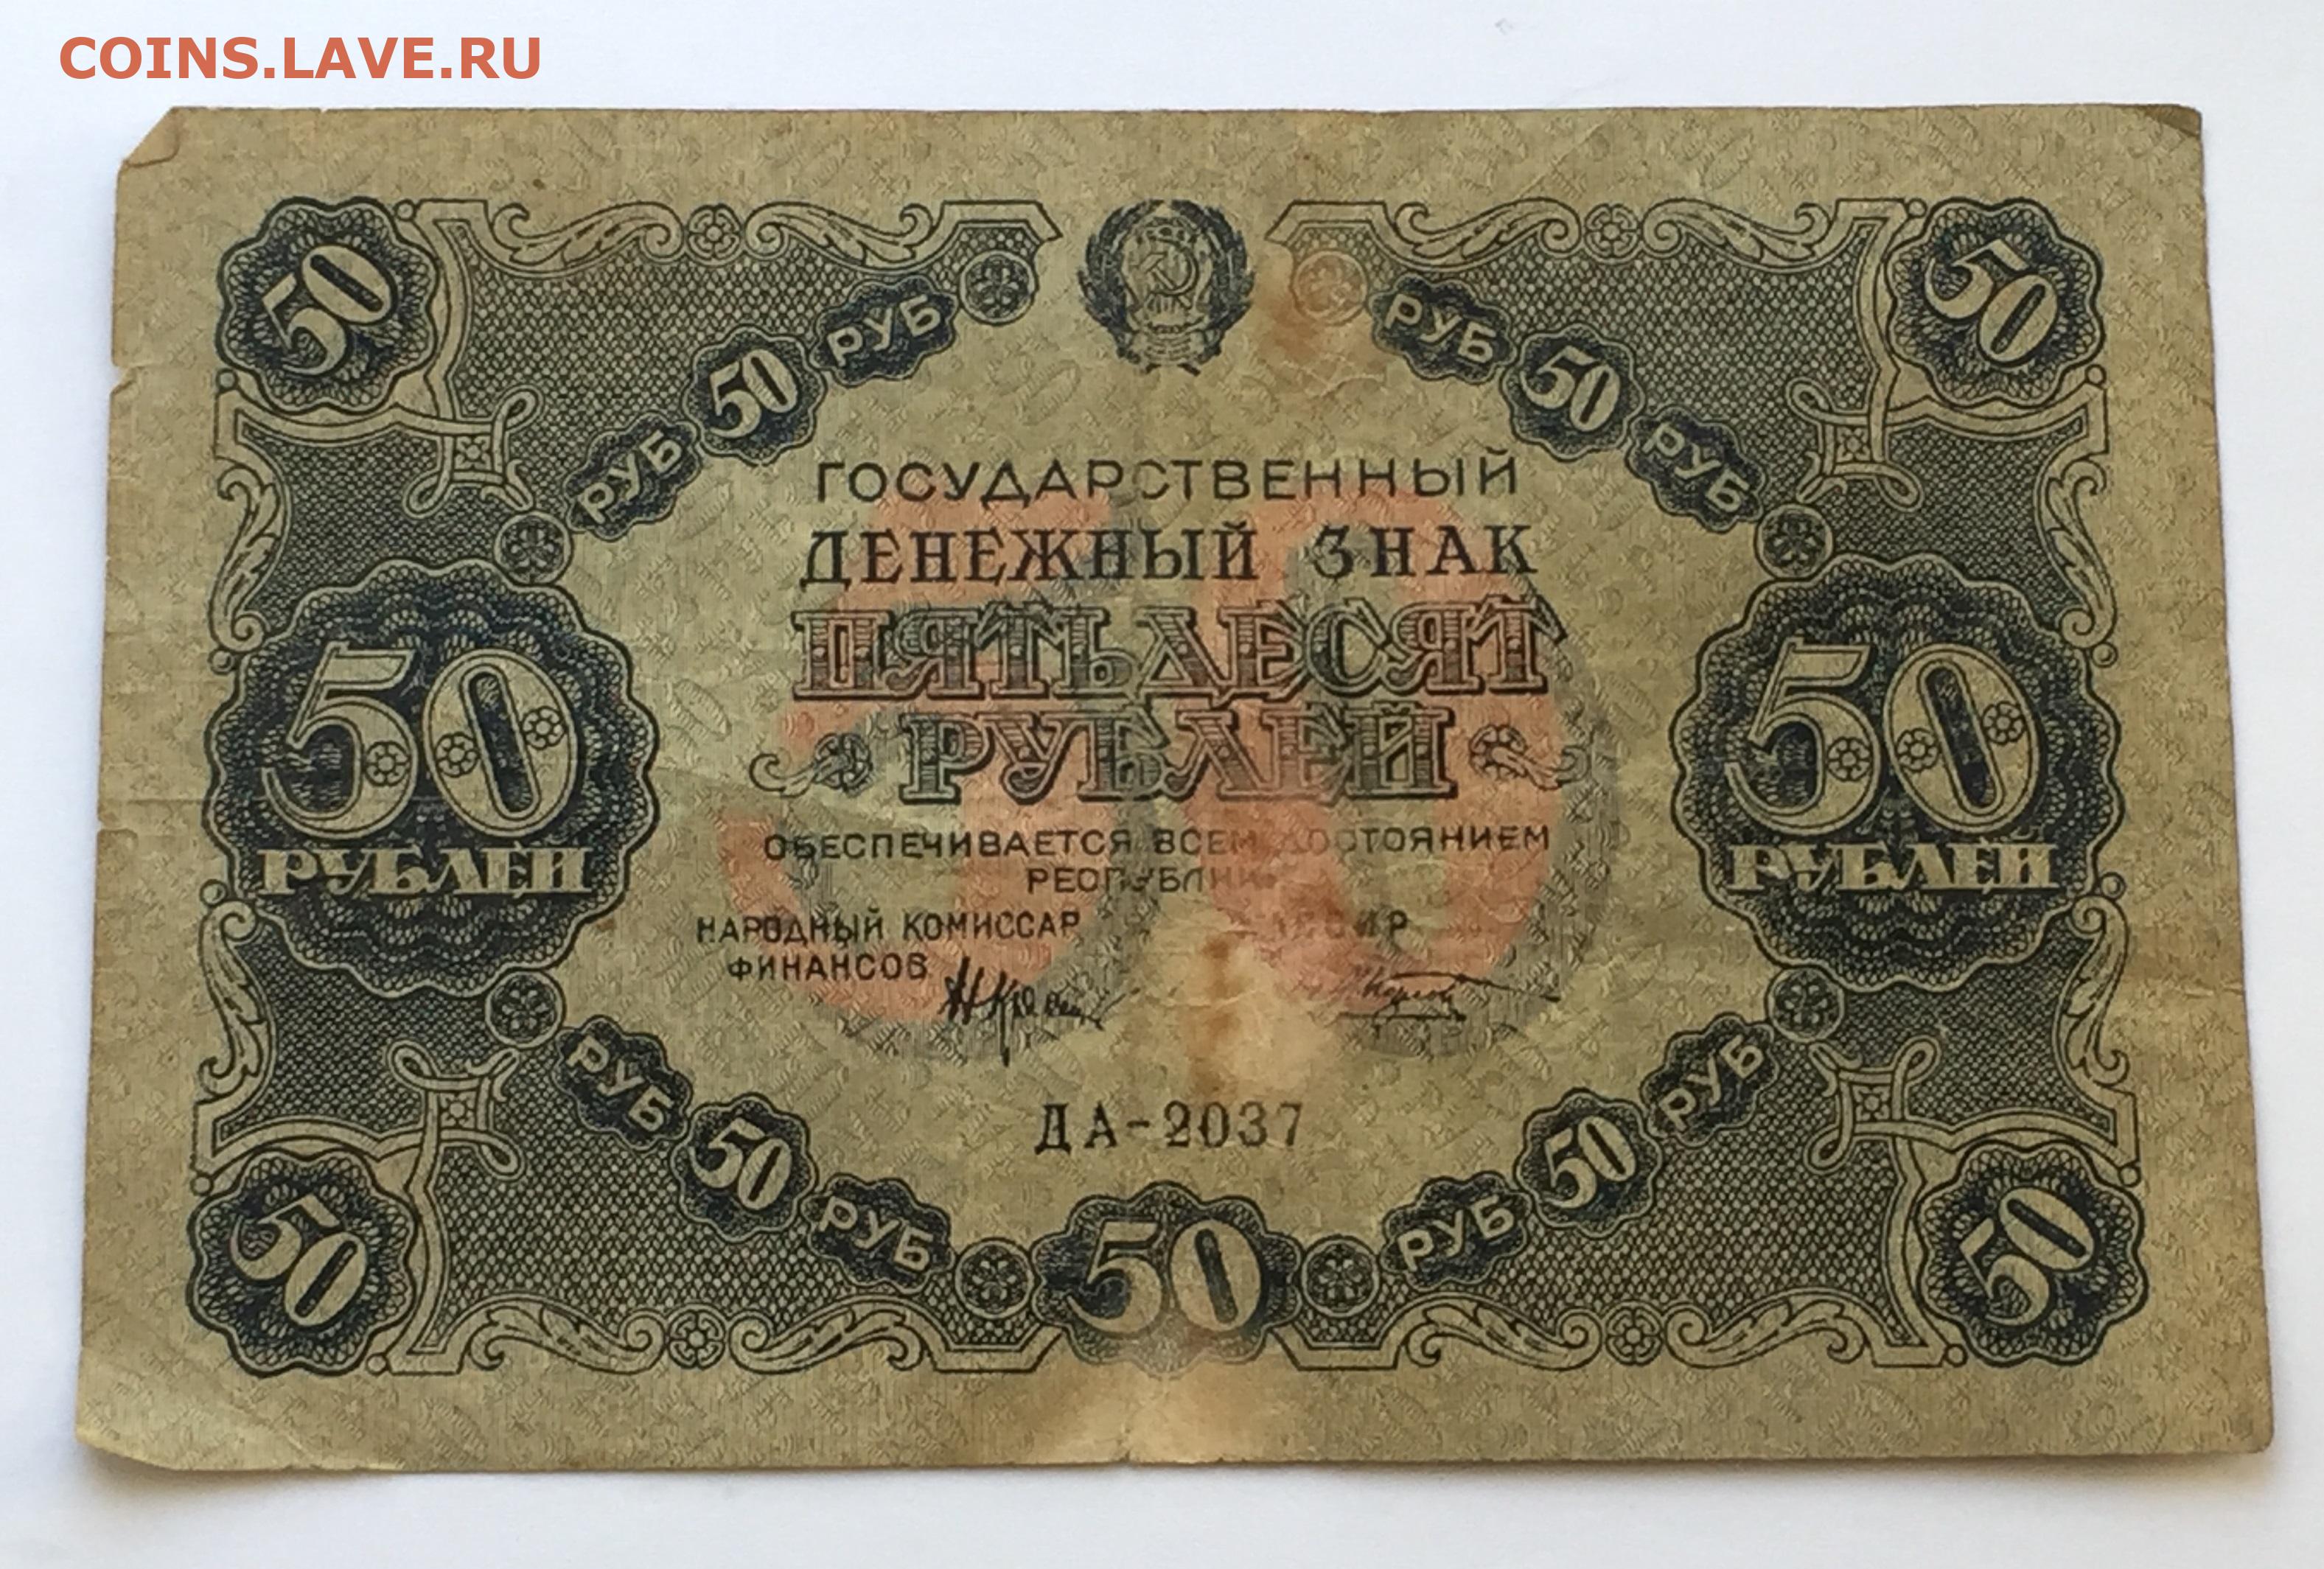 COINS.LAVE.RU
50 50
РУБ 50 РУБ РУБ 50 РУБ
ГОСУДАРСТВЕННЫЙ
ДЕНЕЖНЫЙ ЗНАК
ПЯТЬДЕСЯТ
РУБЛЕЙ
50
50 50
РУБЛЕЙ РУБЛЕЙ
ОБЕСПЕЧИВАЕТСЯ ВСЕМ ДОСТОЯНИЕМ
РЕСПУБЛИКИ
НАРОДНЫЙ КОМИССАР
ФИНАНСОВ
ДА-2037
РУБ 50 РУБ 50 РУБ 50 РУБ
50 50